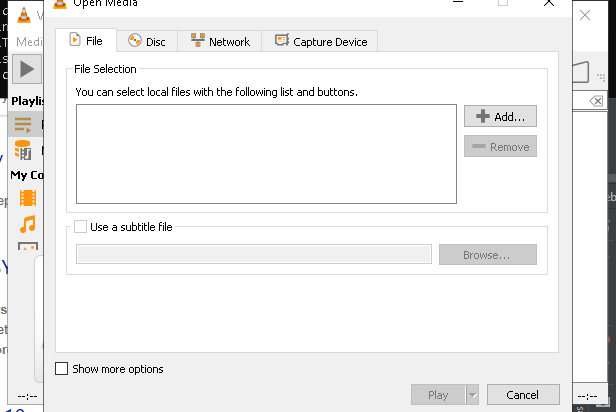 Open Media
Medi
File
Disc
Network
Capture Device
File Selection
You can select local files with the following list and buttons.
Add...
Remove
Playlis
My Co
Use a subtitle file
Browse...
Show more options
Play
Cancel
--:--
--:--